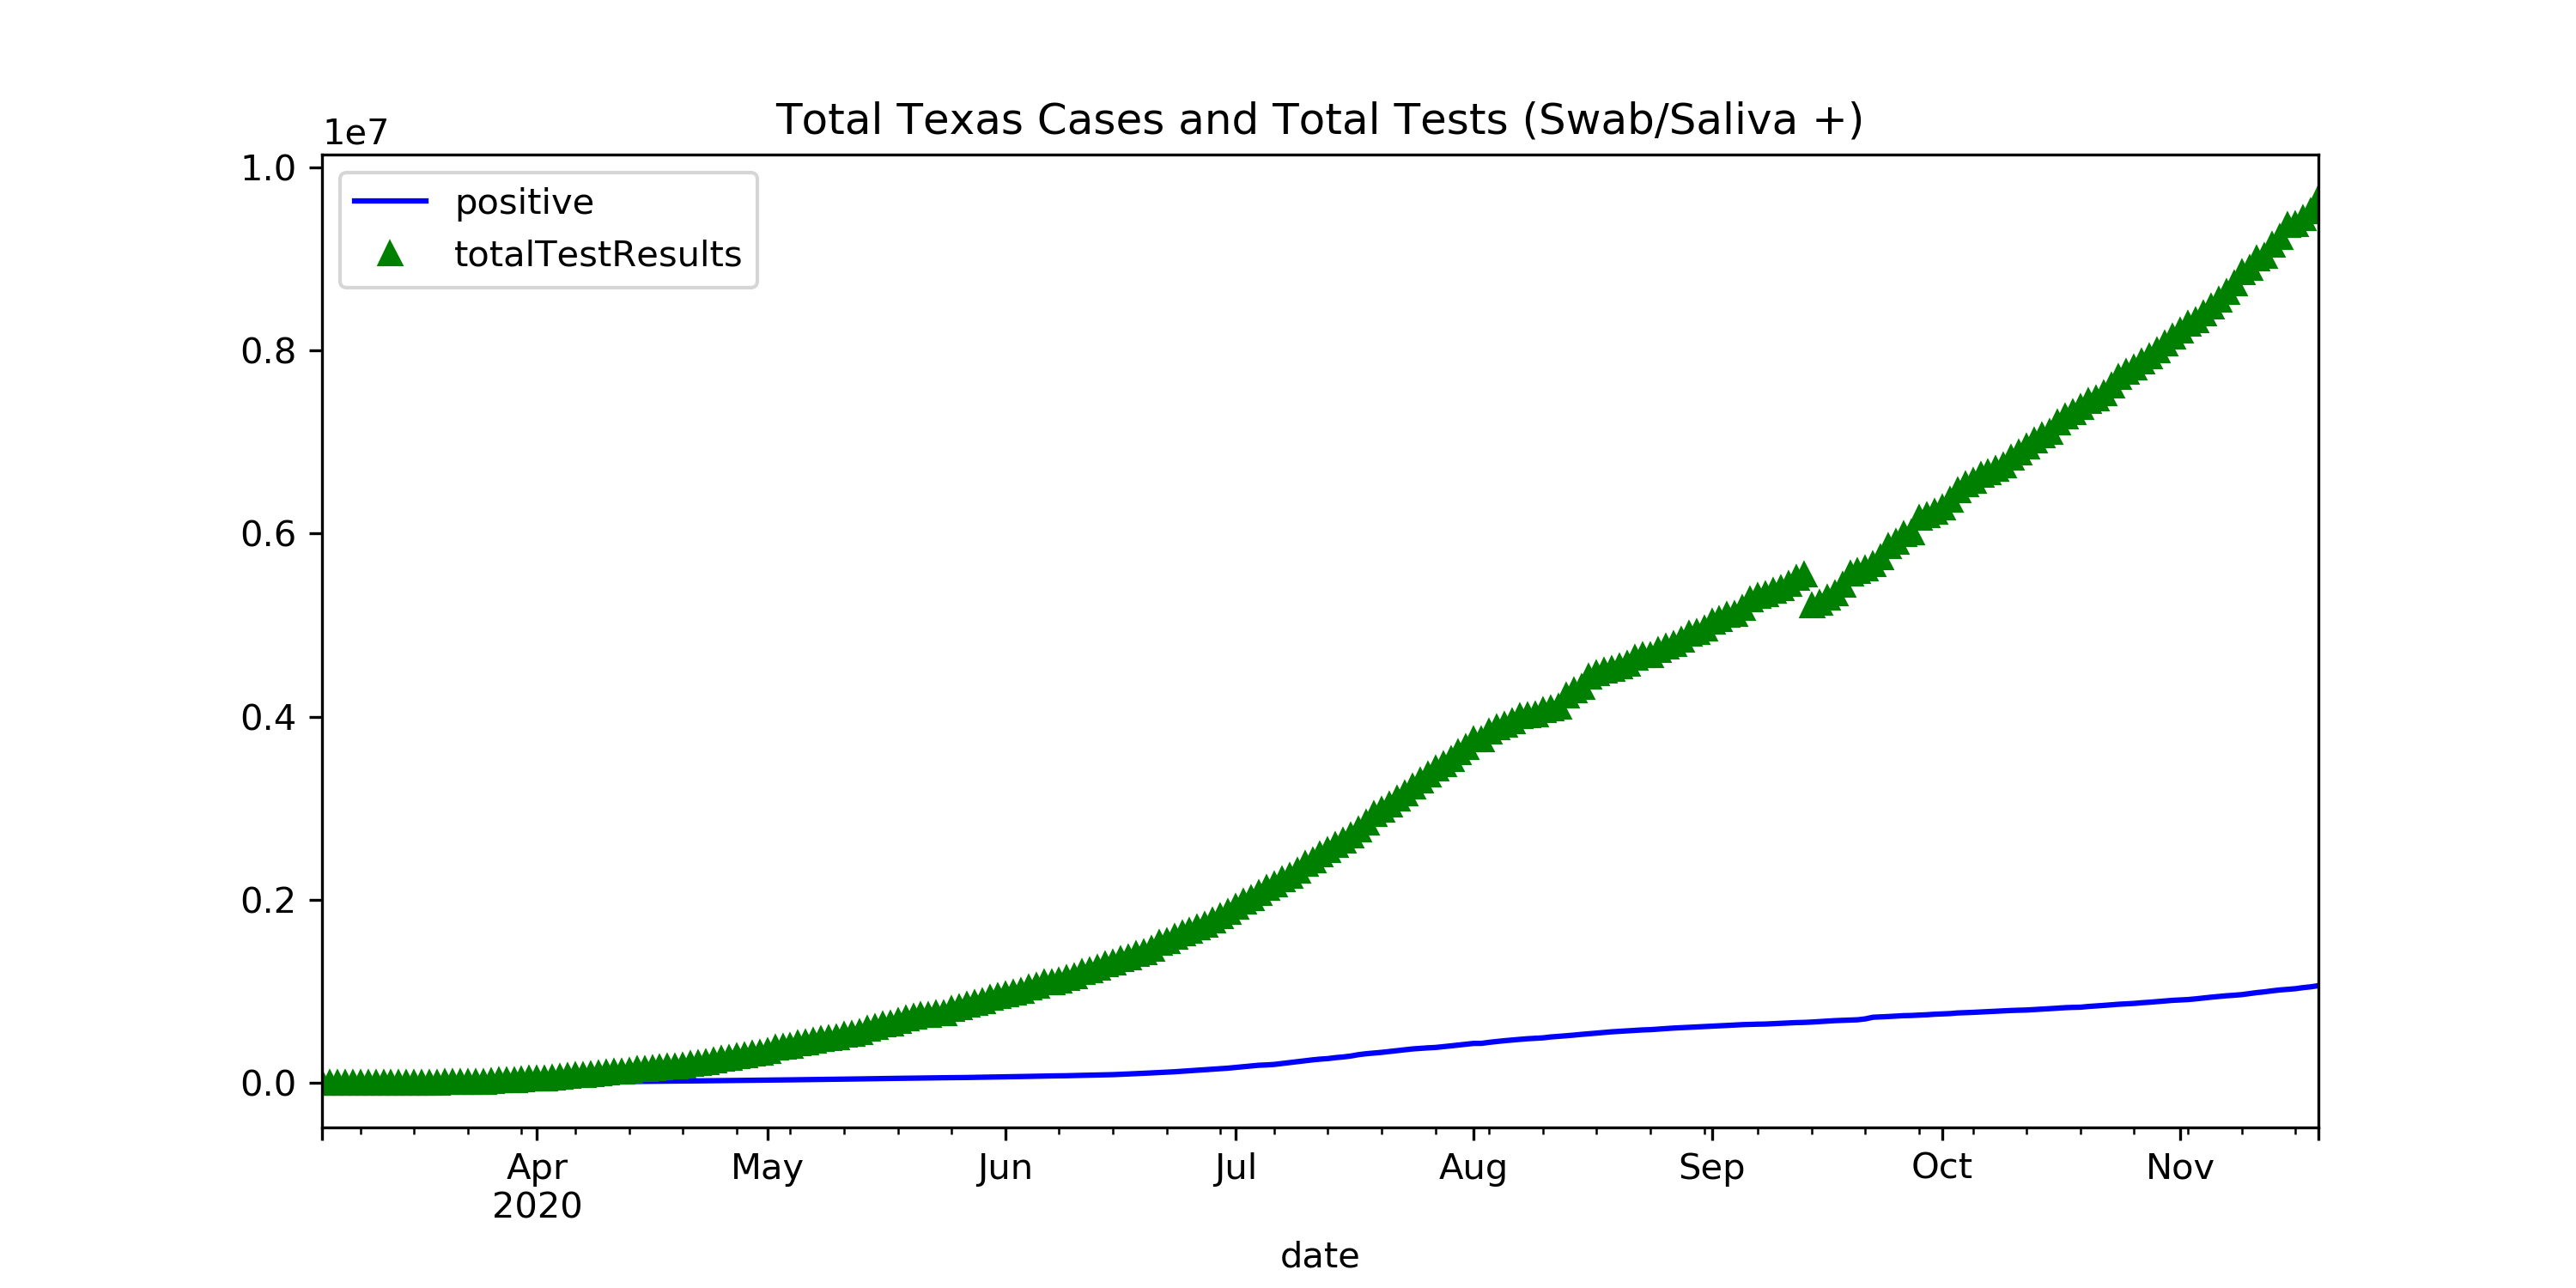 Total Texas Cases and Total Tests (Swab/Saliva +)
1e7
1.0
0.8
0.6
0.4
0.2
0.0
positive
totalTestResults
Apr May Jun Jul Aug Sep Oct Nov
2020
date